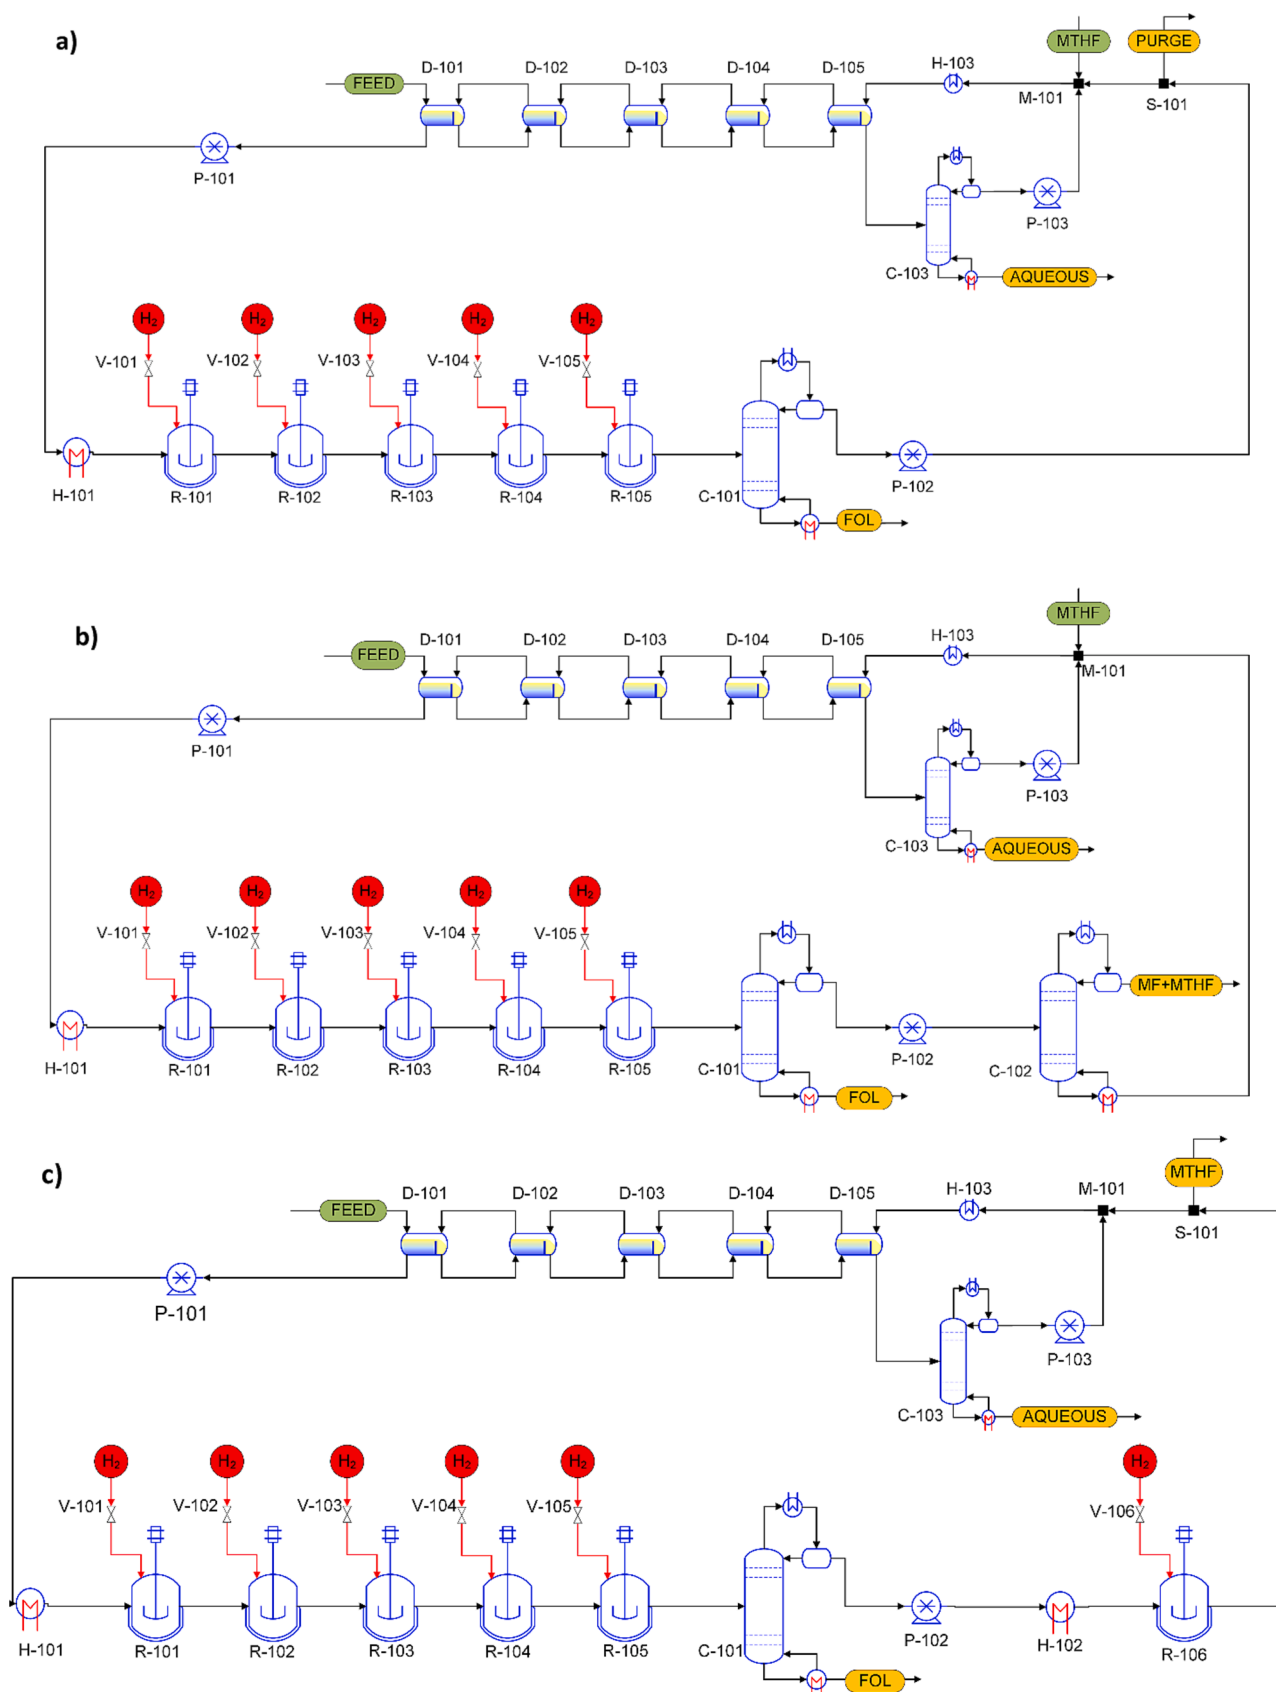 a)
MTHF PURGE
D-101 D-102 D-103 D-104 D-105 H-103
FEED
M-101 S-101
P-101
P-103
C-103
AQUEOUS
H₂ H₂ H₂ H₂ H₂
V-101 V-102 V-103 V-104 V-105
H-101 R-101 R-102 R-103 R-104 R-105 C-101 P-102
FOL
b)
MTHF
D-101 D-102 D-103 D-104 D-105 H-103
FEED
M-101
P-101
P-103
C-103
AQUEOUS
H₂ H₂ H₂ H₂ H₂
V-101 V-102 V-103 V-104 V-105
MF+MTHF
H-101 R-101 R-102 R-103 R-104 R-105 C-101 P-102 C-102
FOL
c)
MTHF
D-101 D-102 D-103 D-104 D-105 H-103 M-101
FEED
S-101
P-101
P-103
C-103
AQUEOUS
H₂ H₂ H₂ H₂ H₂ H₂
V-101 V-102 V-103 V-104 V-105 V-106
H-101 R-101 R-102 R-103 R-104 R-105 C-101 P-102 H-102 R-106
FOL